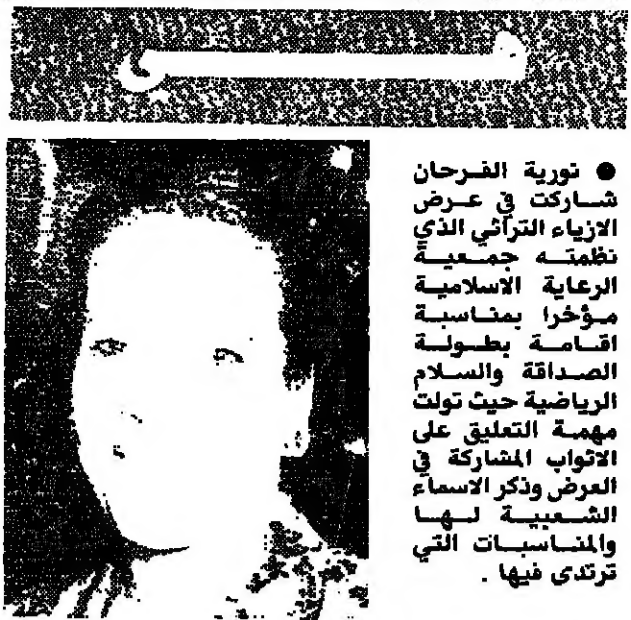 ● نورية الفرحان
شاركت في عرض
الازياء التراثي الذي
نظمته جمعية
الرعاية الاسلامية
مؤخرا بمناسبة
اقامة بطولة
الصداقة والسلام
الرياضية حيث تولت
مهمة التعليق على
الاثواب المشاركة في
العرض وذكر الاسماء
الشعبية لها
والمناسبات التي
ترتدى فيها .